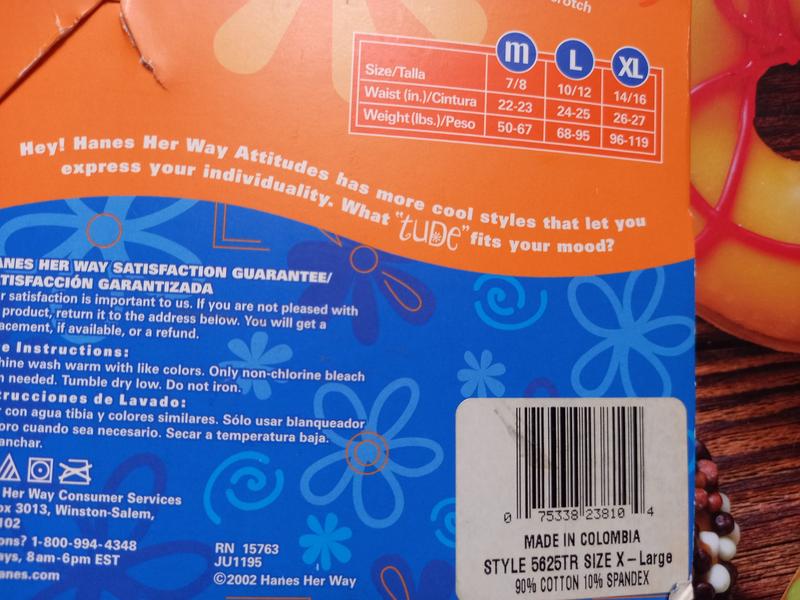 crotch
m L XL
Size/Talla 7/8 10/12 14/16
Waist (in.)/Cintura 22-23 24-25 26-27
Weight(lbs.)/Peso 50-67 68-95 96-119
Hey! Hanes Her Way Attitudes has more cool styles that let you
express your individuality. What "tude" fits your mood?
ANES HER WAY SATISFACTION GUARANTEE/
TISFACCIÓN GARANTIZADA
r satisfaction is important to us. If you are not pleased with
product, return it to the address below. You will get a
acement, if available, or a refund.
e Instructions:
hine wash warm with like colors. Only non-chlorine bleach
n needed. Tumble dry low. Do not iron.
trucciones de Lavado:
r con agua tibia y colores similares. Sólo usar blanqueador
oro cuando sea necesario. Secar a temperatura baja.
anchar.
Her Way Consumer Services
ox 3013, Winston-Salem,
102
ons? 1-800-994-4348
ays, 8am-6pm EST
anes.com
RN 15763
JU1195
©2002 Hanes Her Way
0 75338 23810 4
MADE IN COLOMBIA
STYLE 5625TR SIZE X-Large
90% COTTON 10% SPANDEX